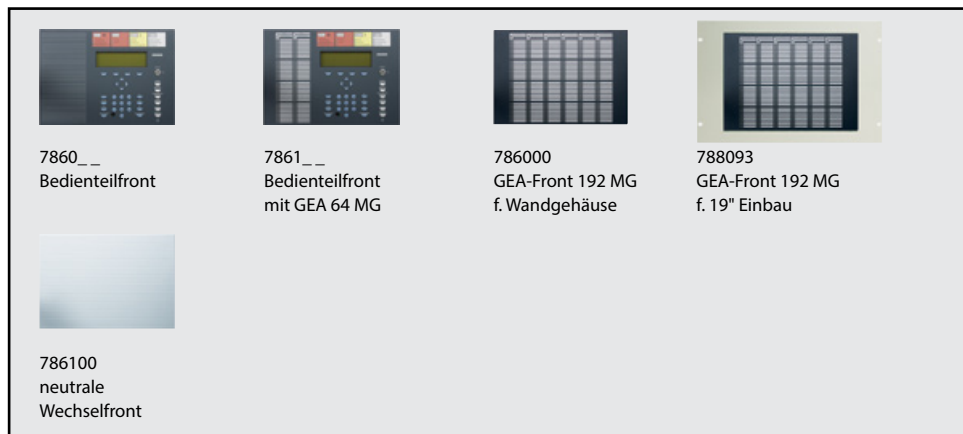 7860_ _
Bedienteilfront
7861_ _
Bedienteilfront
mit GEA 64 MG
786000
GEA-Front 192 MG
f. Wandgehäuse
788093
GEA-Front 192 MG
f. 19" Einbau
786100
neutrale
Wechselfront